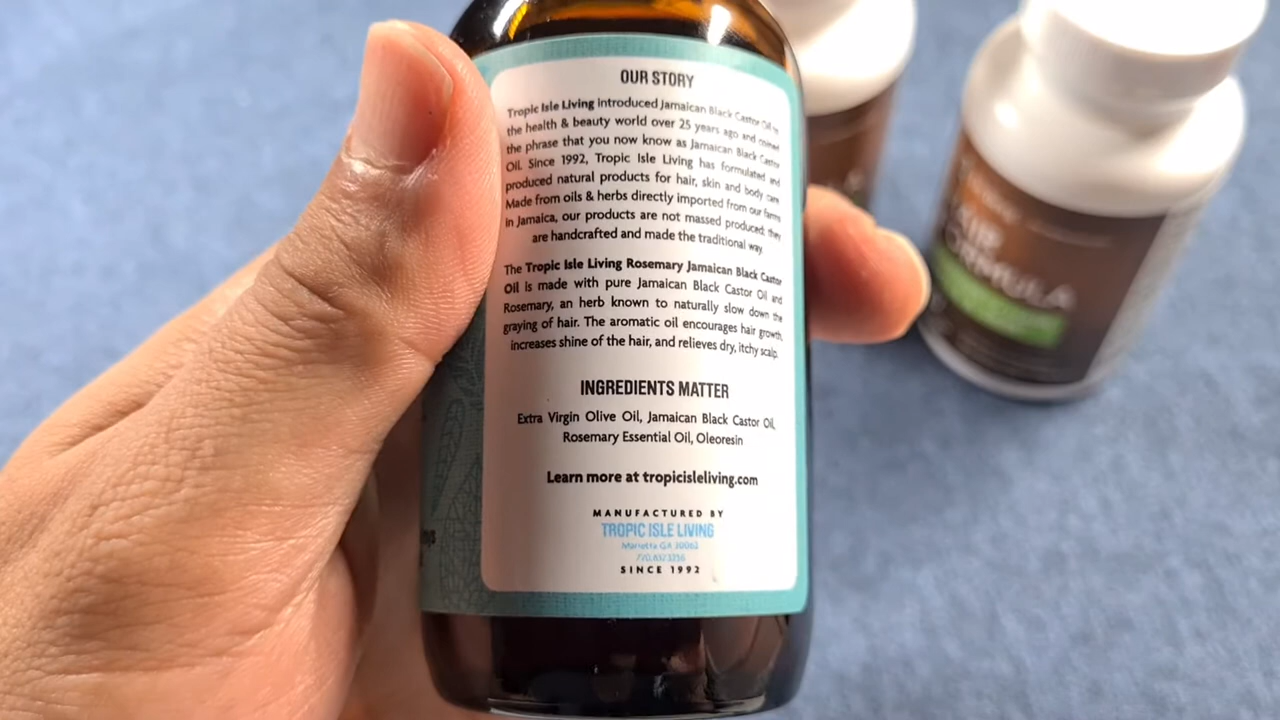 OUR STORY
Tropic Isle Living introduced Jamaican Black Castor Oil to
the health & beauty world over 25 years ago and coined
the phrase that you now know as Jamaican Black Castor
Oil. Since 1992, Tropic Isle Living has formulated and
produced natural products for hair, skin and body care
Made from oils & herbs directly imported from our farms
in Jamaica, our products are not massed produced; they
are handcrafted and made the traditional way.
The Tropic Isle Living Rosemary Jamaican Black Castor
Oil is made with pure Jamaican Black Castor Oil and
Rosemary, an herb known to naturally slow down the
graying of hair. The aromatic oil encourages hair growth,
increases shine of the hair, and relieves dry, itchy scalp.
INGREDIENTS MATTER
Extra Virgin Olive Oil, Jamaican Black Castor Oil,
Rosemary Essential Oil, Oleoresin
Learn more at tropicisleliving.com
MANUFACTURED BY
TROPIC ISLE LIVING
Marietta GA
SINCE 1992
HAIR
FORMULA